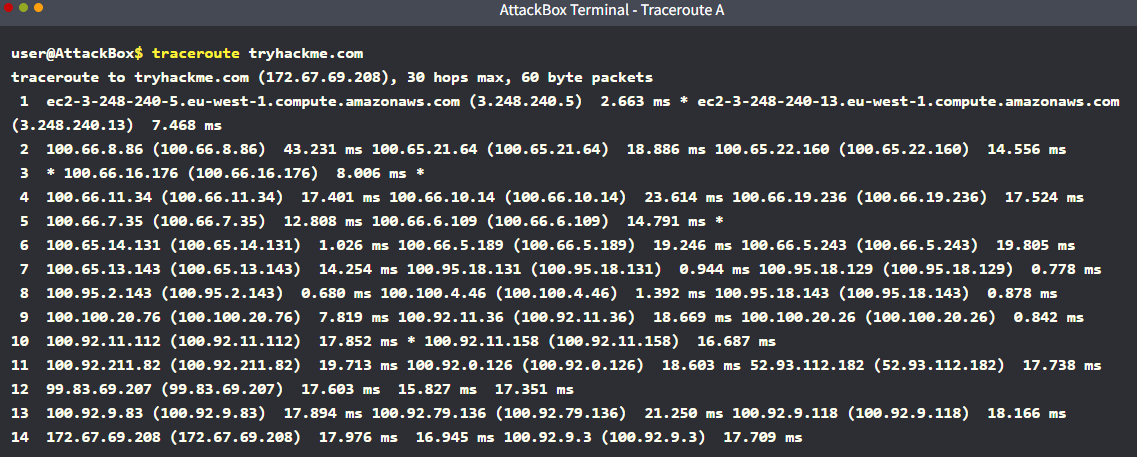 AttackBox Terminal - Traceroute A
user@AttackBox$ traceroute tryhackme.com
traceroute to tryhackme.com (172.67.69.208), 30 hops max, 60 byte packets
1 ec2-3-248-240-5.eu-west-1.compute.amazonaws.com (3.248.240.5) 2.663 ms * ec2-3-248-240-13.eu-west-1.compute.amazonaws.com
(3.248.240.13) 7.468 ms
2 100.66.8.86 (100.66.8.86) 43.231 ms 100.65.21.64 (100.65.21.64) 18.886 ms 100.65.22.160 (100.65.22.160) 14.556 ms
3 * 100.66.16.176 (100.66.16.176) 8.006 ms *
4 100.66.11.34 (100.66.11.34) 17.401 ms 100.66.10.14 (100.66.10.14) 23.614 ms 100.66.19.236 (100.66.19.236) 17.524 ms
5 100.66.7.35 (100.66.7.35) 12.808 ms 100.66.6.109 (100.66.6.109) 14.791 ms *
6 100.65.14.131 (100.65.14.131) 1.026 ms 100.66.5.189 (100.66.5.189) 19.246 ms 100.66.5.243 (100.66.5.243) 19.805 ms
7 100.65.13.143 (100.65.13.143) 14.254 ms 100.95.18.131 (100.95.18.131) 0.944 ms 100.95.18.129 (100.95.18.129) 0.778 ms
8 100.95.2.143 (100.95.2.143) 0.680 ms 100.100.4.46 (100.100.4.46) 1.392 ms 100.95.18.143 (100.95.18.143) 0.878 ms
9 100.100.20.76 (100.100.20.76) 7.819 ms 100.92.11.36 (100.92.11.36) 18.669 ms 100.100.20.26 (100.100.20.26) 0.842 ms
10 100.92.11.112 (100.92.11.112) 17.852 ms * 100.92.11.158 (100.92.11.158) 16.687 ms
11 100.92.211.82 (100.92.211.82) 19.713 ms 100.92.0.126 (100.92.0.126) 18.603 ms 52.93.112.182 (52.93.112.182) 17.738 ms
12 99.83.69.207 (99.83.69.207) 17.603 ms 15.827 ms 17.351 ms
13 100.92.9.83 (100.92.9.83) 17.894 ms 100.92.79.136 (100.92.79.136) 21.250 ms 100.92.9.118 (100.92.9.118) 18.166 ms
14 172.67.69.208 (172.67.69.208) 17.976 ms 16.945 ms 100.92.9.3 (100.92.9.3) 17.709 ms